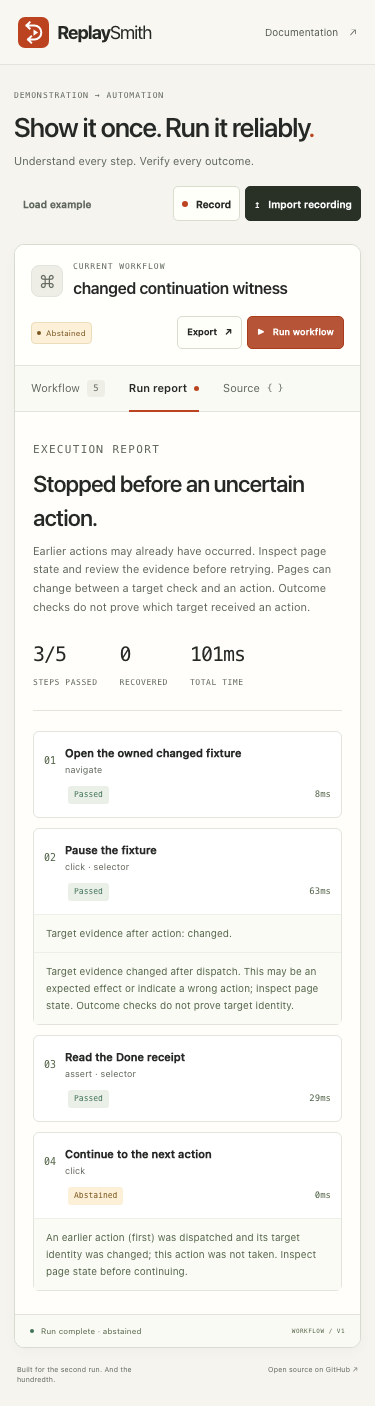 ReplaySmith
Documentation ↗
DEMONSTRATION → AUTOMATION
Show it once. Run it reliably.
Understand every step. Verify every outcome.
Load example
Record
↥ Import recording
⌘
CURRENT WORKFLOW
changed continuation witness
Abstained
Export ↗
▶ Run workflow
Workflow 5
Run report
Source { }
EXECUTION REPORT
Stopped before an uncertain
action.
Earlier actions may already have occurred. Inspect page
state and review the evidence before retrying. Pages can
change between a target check and an action. Outcome
checks do not prove which target received an action.
3/5 0 101ms
STEPS PASSED RECOVERED TOTAL TIME
01 Open the owned changed fixture
navigate
Passed 8ms
02 Pause the fixture
click · selector
Passed 63ms
Target evidence after action: changed.
Target evidence changed after dispatch. This may be an
expected effect or indicate a wrong action; inspect page
state. Outcome checks do not prove target identity.
03 Read the Done receipt
assert · selector
Passed 29ms
04 Continue to the next action
click
Abstained 0ms
An earlier action (first) was dispatched and its target
identity was changed; this action was not taken. Inspect
page state before continuing.
Run complete · abstained
WORKFLOW / V1
Built for the second run. And the
hundredth.
Open source on GitHub ↗